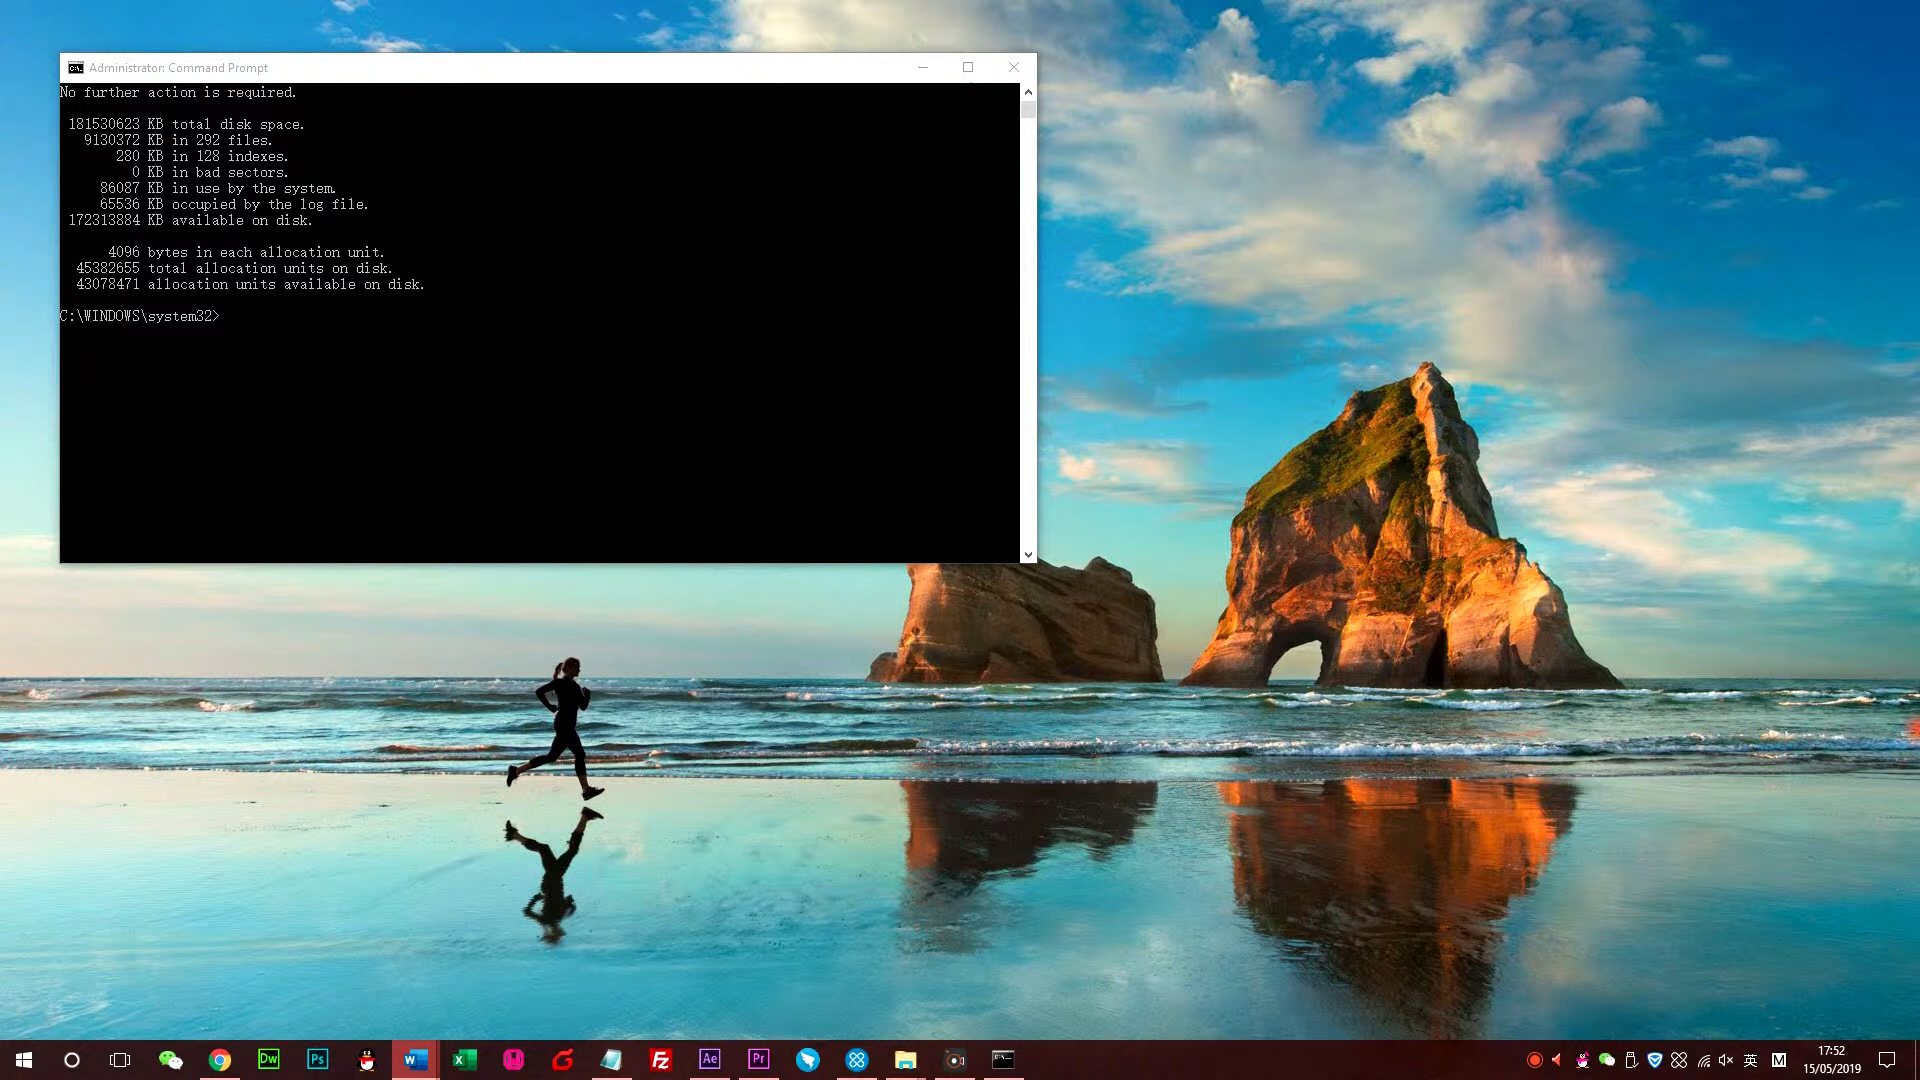 Administrator: Command Prompt
No further action is required.
181530623 KB total disk space.
9130372 KB in 292 files.
280 KB in 128 indexes.
0 KB in bad sectors.
86087 KB in use by the system.
65536 KB occupied by the log file.
172313884 KB available on disk.
4096 bytes in each allocation unit.
45382655 total allocation units on disk.
43078471 allocation units available on disk.
C:\WINDOWS\system32>
Dw
Ps
Fz
Ae
Pr
英
M
17:52
15/05/2019